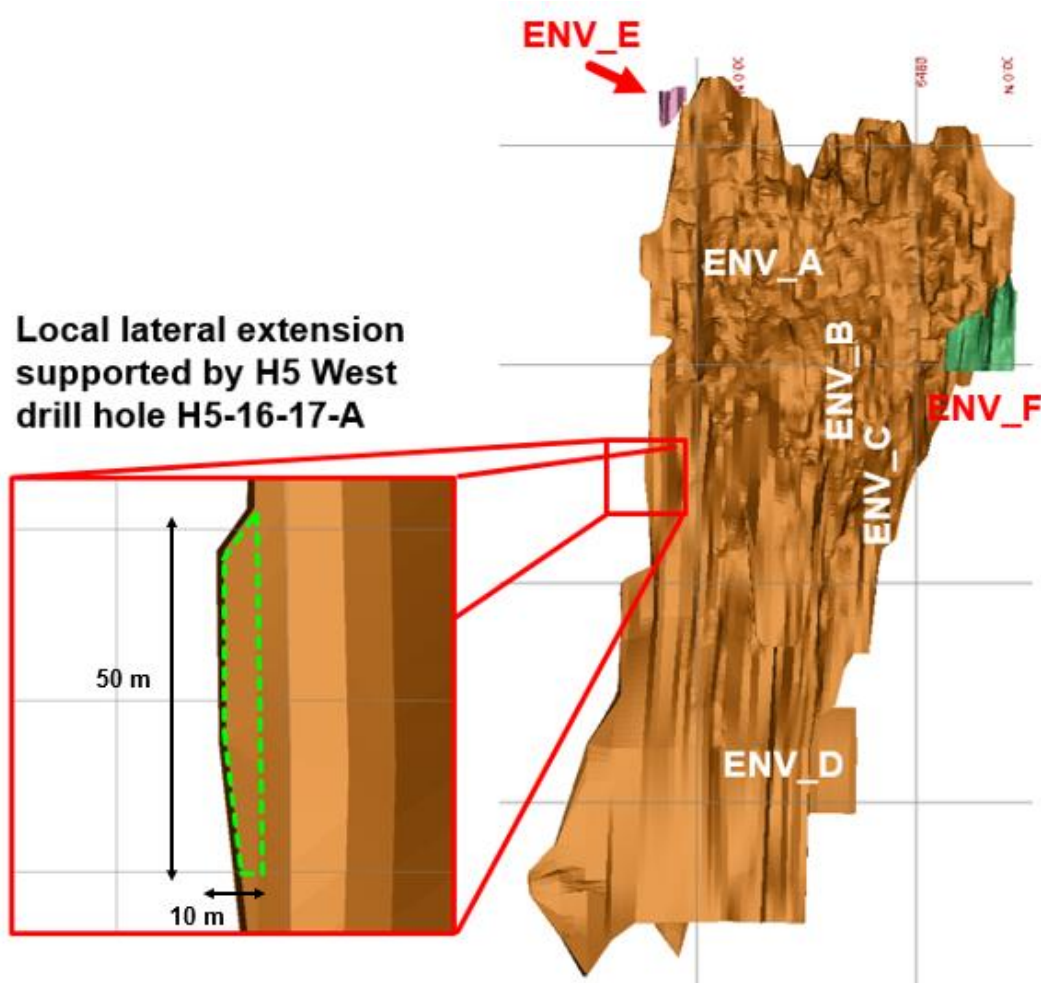 ENV_E
6480
ENV_A
Local lateral extension
supported by H5 West
drill hole H5-16-17-A
ENV_B
ENV_F
ENV_C
50 m
10 m
ENV_D